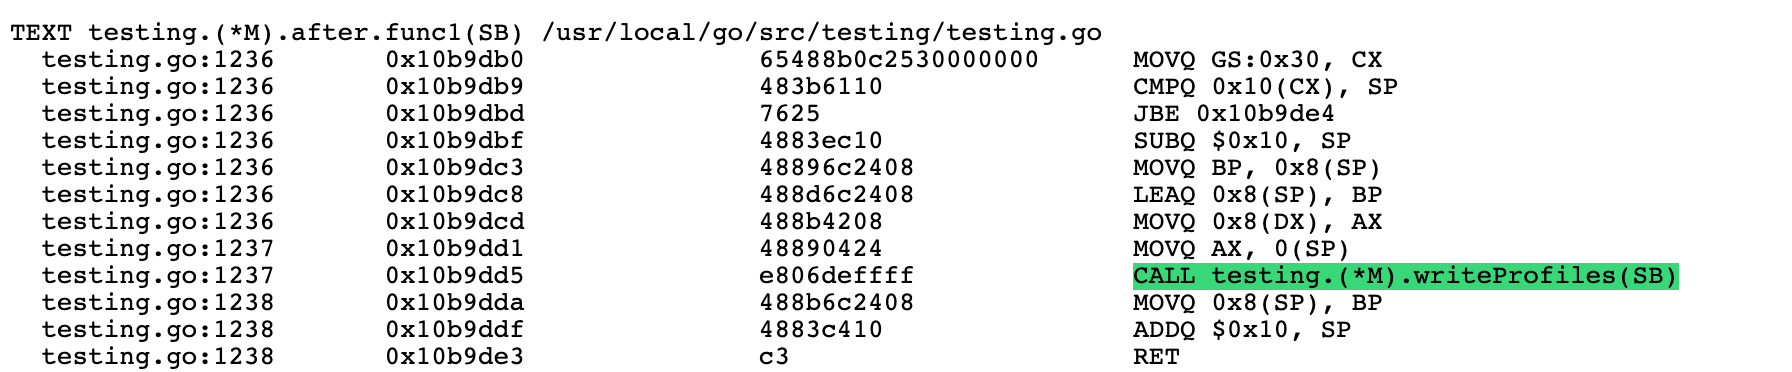 TEXT testing.(*M).after.func1(SB) /usr/local/go/src/testing/testing.go
testing.go:1236 0x10b9db0 65488b0c2530000000 MOVQ GS:0x30, CX
testing.go:1236 0x10b9db9 483b6110 CMPQ 0x10(CX), SP
testing.go:1236 0x10b9dbd 7625 JBE 0x10b9de4
testing.go:1236 0x10b9dbf 4883ec10 SUBQ $0x10, SP
testing.go:1236 0x10b9dc3 48896c2408 MOVQ BP, 0x8(SP)
testing.go:1236 0x10b9dc8 488d6c2408 LEAQ 0x8(SP), BP
testing.go:1236 0x10b9dcd 488b4208 MOVQ 0x8(DX), AX
testing.go:1237 0x10b9dd1 48890424 MOVQ AX, 0(SP)
testing.go:1237 0x10b9dd5 e806deffff CALL testing.(*M).writeProfiles(SB)
testing.go:1238 0x10b9dda 488b6c2408 MOVQ 0x8(SP), BP
testing.go:1238 0x10b9ddf 4883c410 ADDQ $0x10, SP
testing.go:1238 0x10b9de3 c3 RET